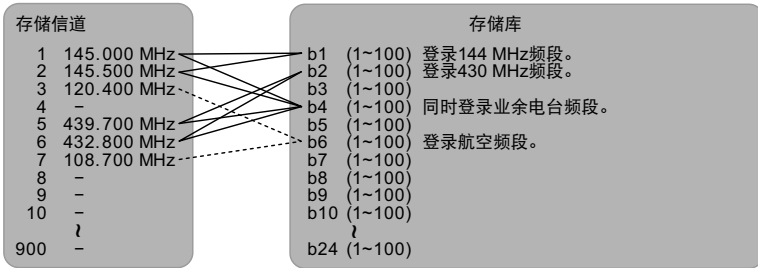 存储信道
1 145.000 MHz
2 145.500 MHz
3 120.400 MHz
4 –
5 439.700 MHz
6 432.800 MHz
7 108.700 MHz
8 –
9 –
10 –
~
900 –
存储库
b1 (1~100) 登录144 MHz频段。
b2 (1~100) 登录430 MHz频段。
b3 (1~100)
b4 (1~100) 同时登录业余电台频段。
b5 (1~100)
b6 (1~100) 登录航空频段。
b7 (1~100)
b8 (1~100)
b9 (1~100)
b10 (1~100)
~
b24 (1~100)